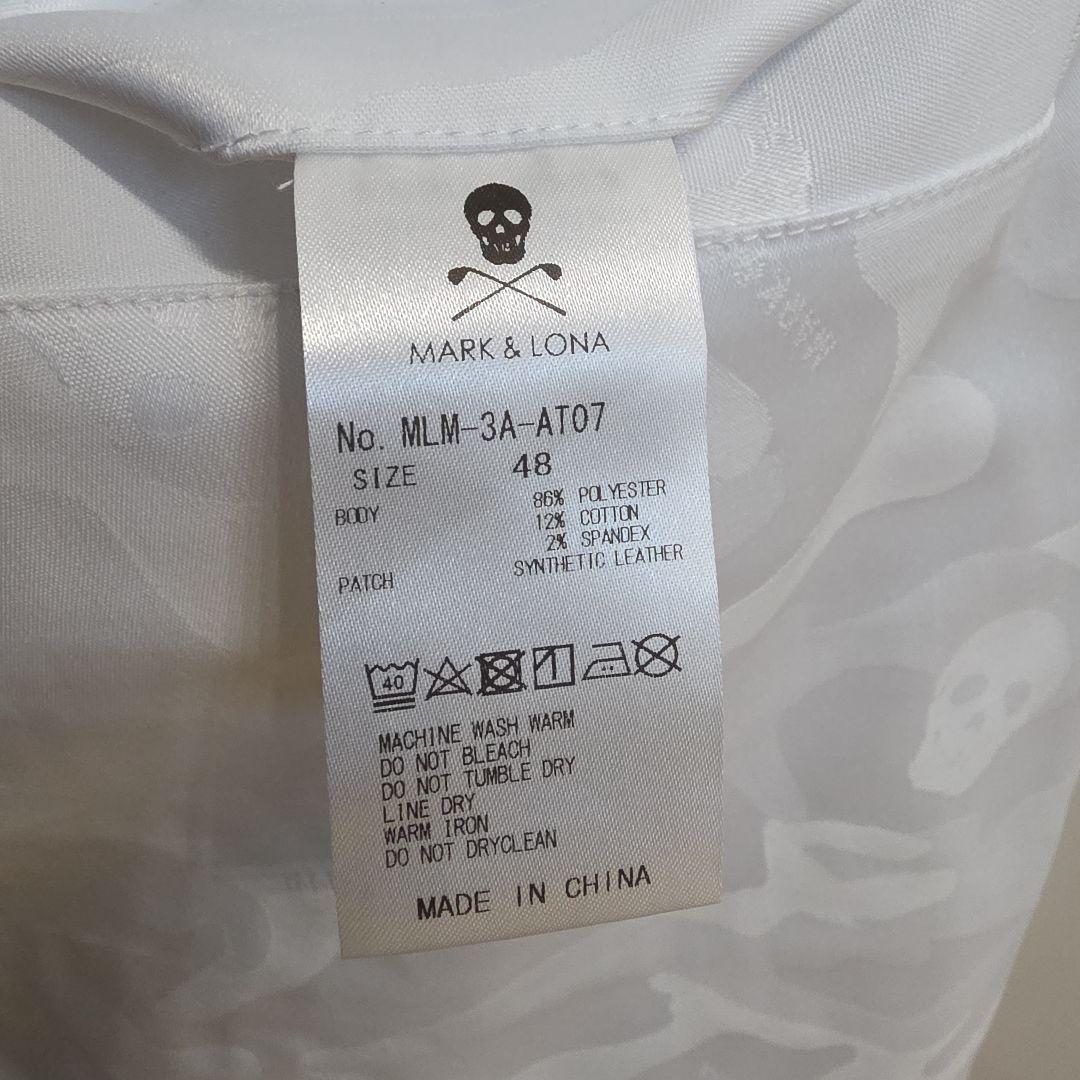 MARK & LONA
No. MLM-3A-AT07
SIZE 48
BODY 86% POLYESTER
12% COTTON
2% SPANDEX
PATCH SYNTHETIC LEATHER
40
MACHINE WASH WARM
DO NOT BLEACH
DO NOT TUMBLE DRY
LINE DRY
WARM IRON
DO NOT DRYCLEAN
MADE IN CHINA